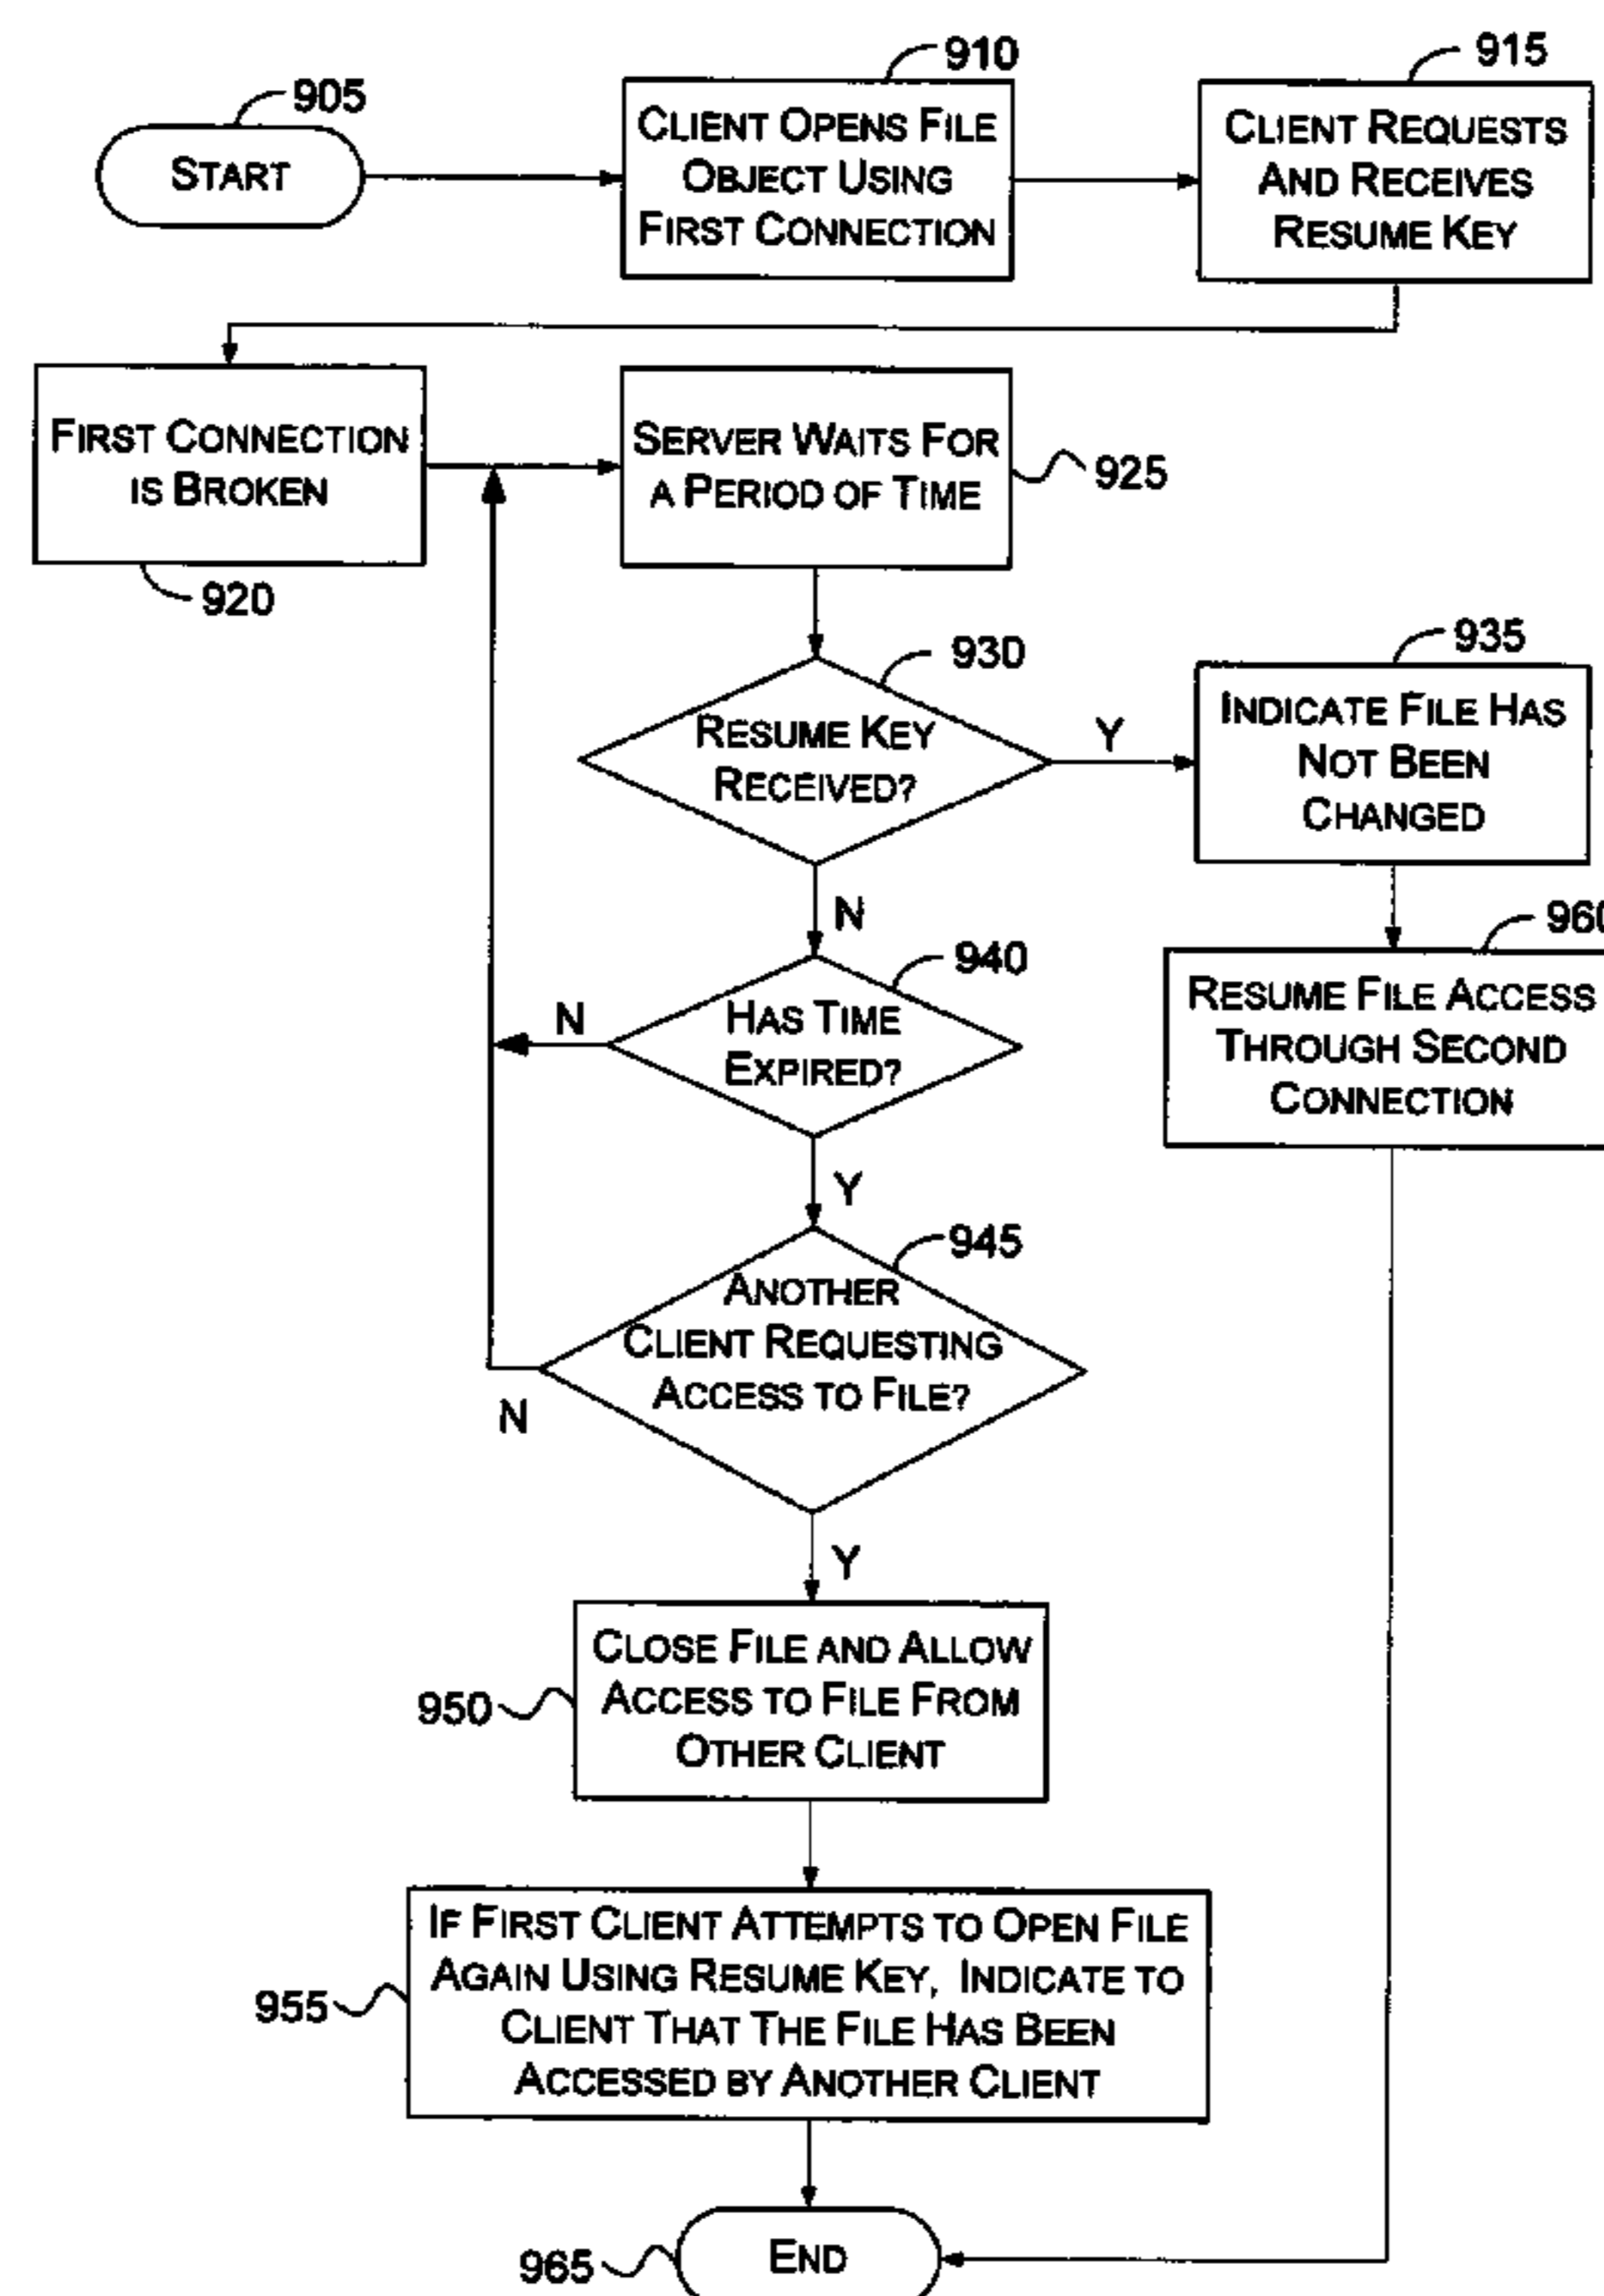 905
START
910
CLIENT OPENS FILE
OBJECT USING
FIRST CONNECTION
915
CLIENT REQUESTS
AND RECEIVES
RESUME KEY
FIRST CONNECTION
IS BROKEN
920
SERVER WAITS FOR
A PERIOD OF TIME
925
930
RESUME KEY
RECEIVED?
Y
N
935
INDICATE FILE HAS
NOT BEEN
CHANGED
960
RESUME FILE ACCESS
THROUGH SECOND
CONNECTION
940
HAS TIME
EXPIRED?
N
Y
945
ANOTHER
CLIENT REQUESTING
ACCESS TO FILE?
N
Y
950
CLOSE FILE AND ALLOW
ACCESS TO FILE FROM
OTHER CLIENT
955
IF FIRST CLIENT ATTEMPTS TO OPEN FILE
AGAIN USING RESUME KEY, INDICATE TO
CLIENT THAT THE FILE HAS BEEN
ACCESSED BY ANOTHER CLIENT
965
END